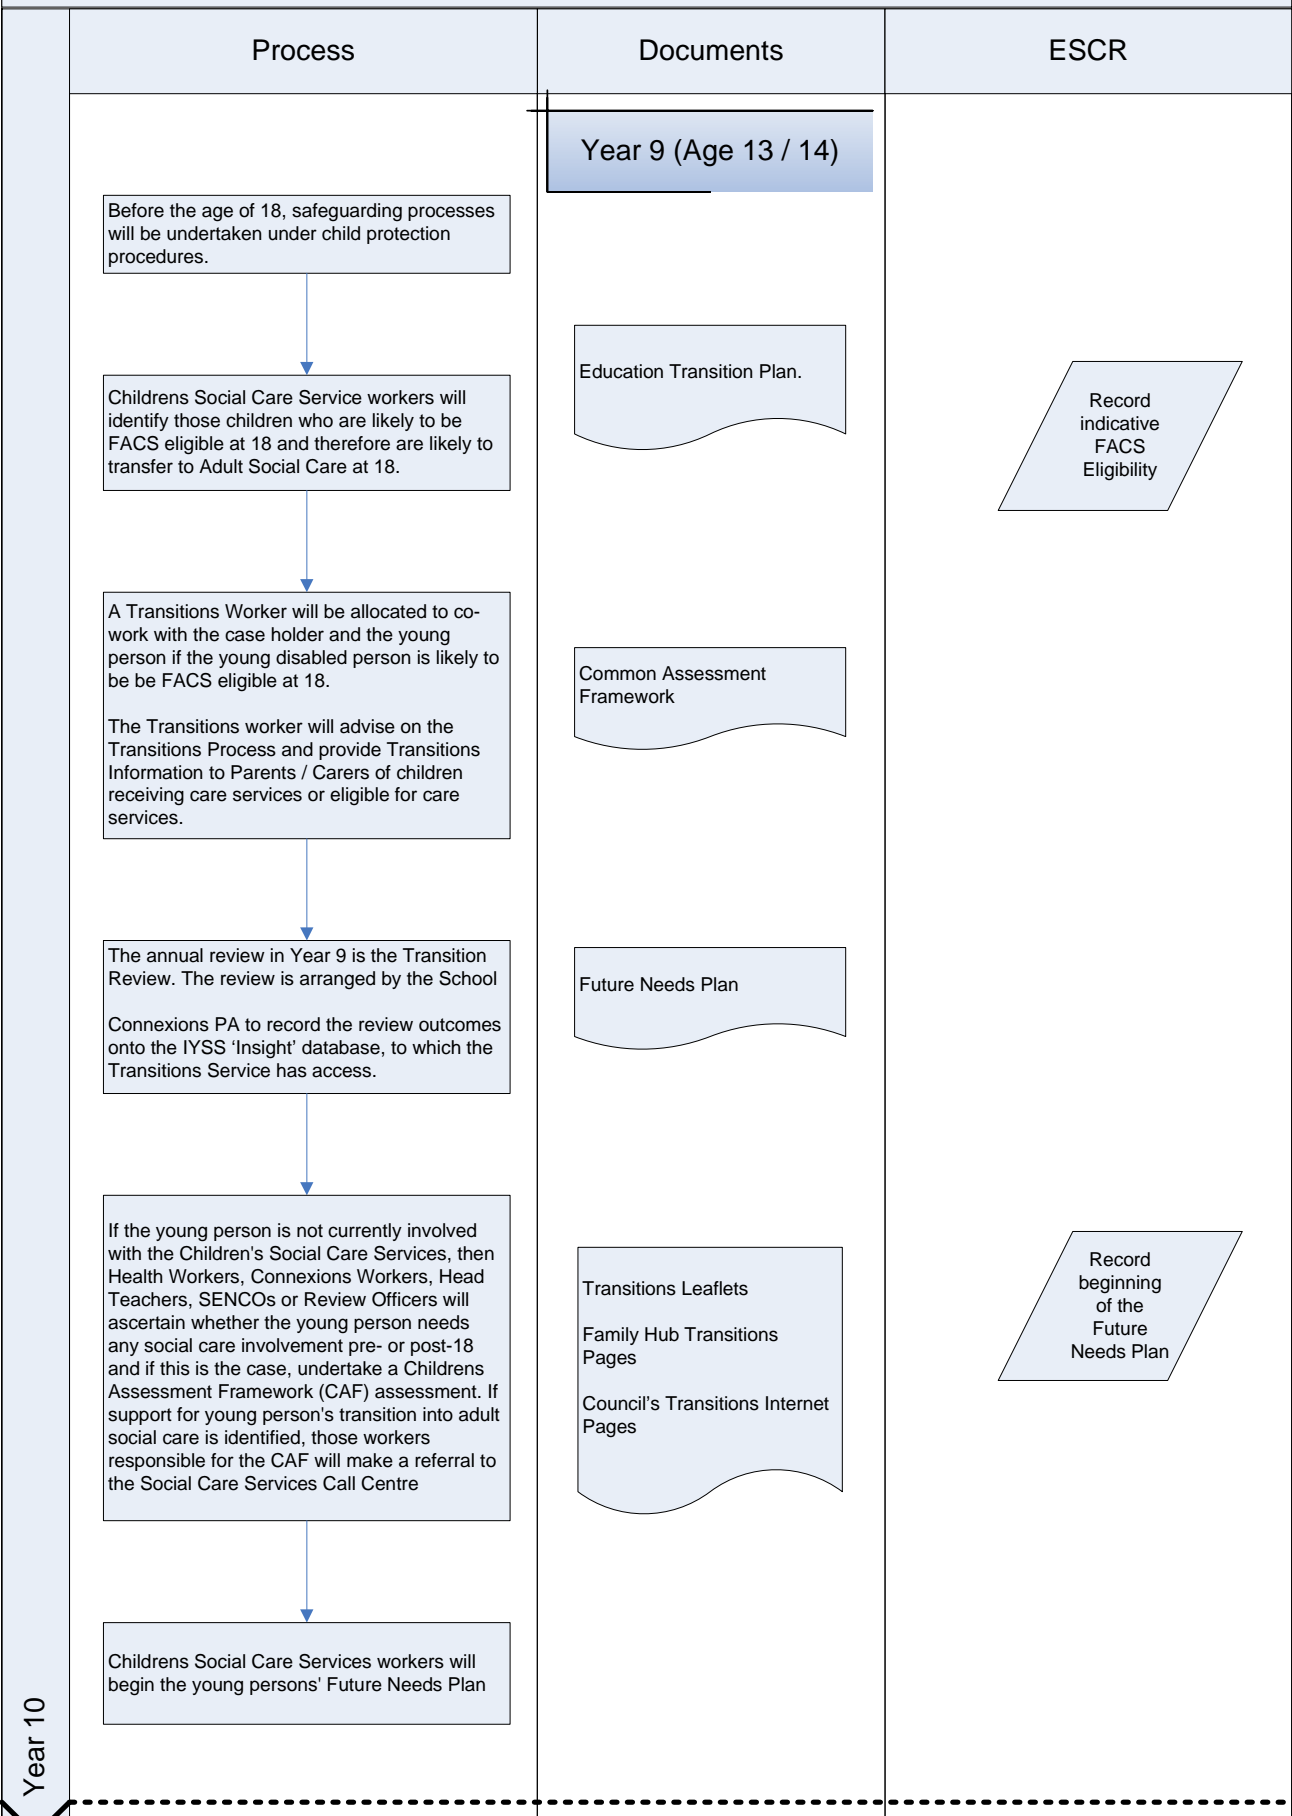 Process
Documents
ESCR
Year 9 (Age 13 / 14)
Before the age of 18, safeguarding processes
will be undertaken under child protection
procedures.
Education Transition Plan.
Record
indicative
FACS
Eligibility
Childrens Social Care Service workers will
identify those children who are likely to be
FACS eligible at 18 and therefore are likely to
transfer to Adult Social Care at 18.
A Transitions Worker will be allocated to co-
work with the case holder and the young
person if the young disabled person is likely to
be be FACS eligible at 18.
The Transitions worker will advise on the
Transitions Process and provide Transitions
Information to Parents / Carers of children
receiving care services or eligible for care
services.
Common Assessment
Framework
The annual review in Year 9 is the Transition
Review. The review is arranged by the School
Connexions PA to record the review outcomes
onto the IYSS ‘Insight’ database, to which the
Transitions Service has access.
Future Needs Plan
If the young person is not currently involved
with the Children's Social Care Services, then
Health Workers, Connexions Workers, Head
Teachers, SENCOs or Review Officers will
ascertain whether the young person needs
any social care involvement pre- or post-18
and if this is the case, undertake a Childrens
Assessment Framework (CAF) assessment. If
support for young person's transition into adult
social care is identified, those workers
responsible for the CAF will make a referral to
the Social Care Services Call Centre
Transitions Leaflets
Family Hub Transitions
Pages
Council’s Transitions Internet
Pages
Record
beginning
of the
Future
Needs Plan
Childrens Social Care Services workers will
begin the young persons' Future Needs Plan
Year 10